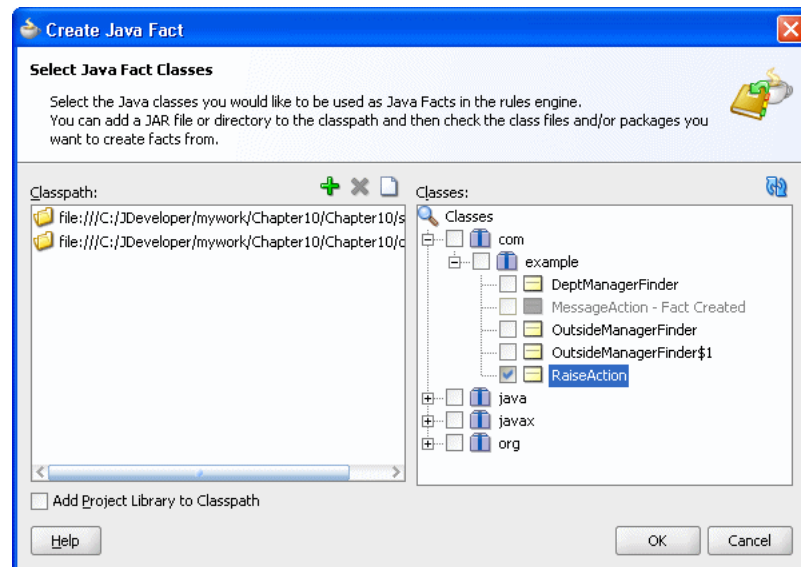 Create Java Fact
Select Java Fact Classes
Select the Java classes you would like to be used as Java Facts in the rules engine.
You can add a JAR file or directory to the classpath and then check the class files and/or packages you
want to create facts from.
Classpath:
Classes:
file:///C:/JDeveloper/mywork/Chapter10/Chapter10/s
file:///C:/JDeveloper/mywork/Chapter10/Chapter10/c
Classes
com
example
DeptManagerFinder
MessageAction - Fact Created
OutsideManagerFinder
OutsideManagerFinder$1
RaiseAction
java
javax
org
Add Project Library to Classpath
Help
OK
Cancel